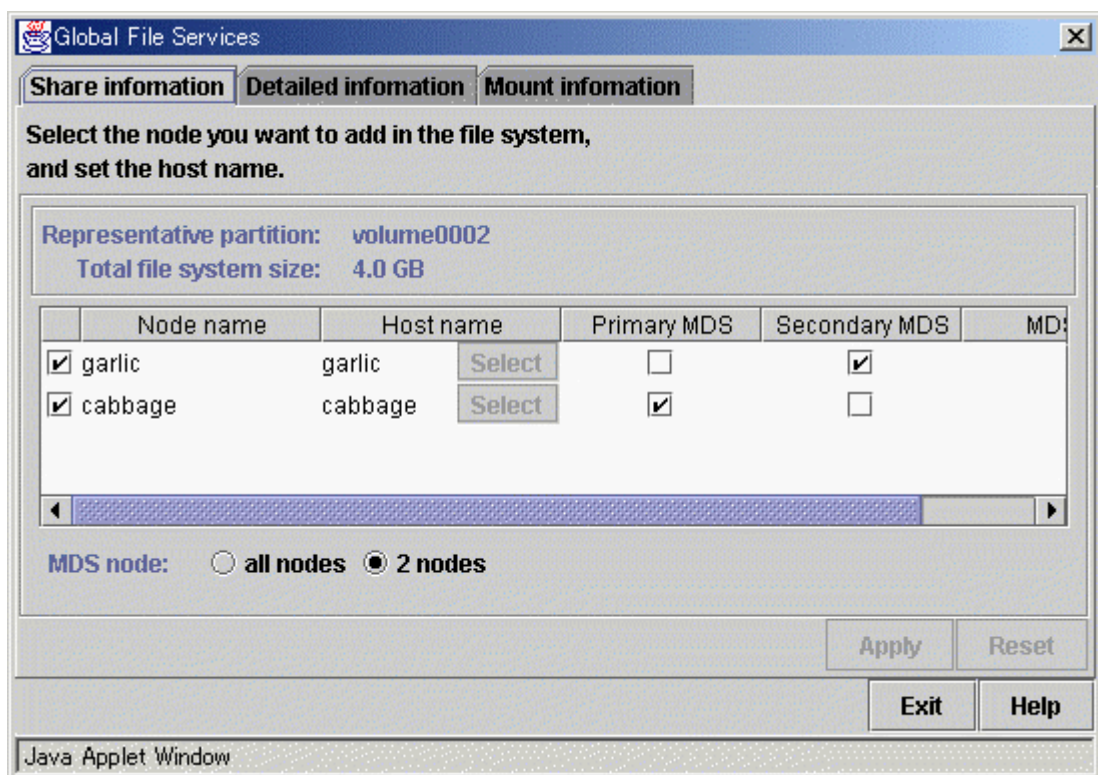 Global File Services
Share infomation Detailed infomation Mount infomation
Select the node you want to add in the file system,
and set the host name.
Representative partition: volume0002
Total file system size: 4.0 GB
Node name Host name Primary MDS Secondary MDS MDS
garlic garlic Select
cabbage cabbage Select
MDS node: all nodes 2 nodes
Apply Reset
Exit Help
Java Applet Window